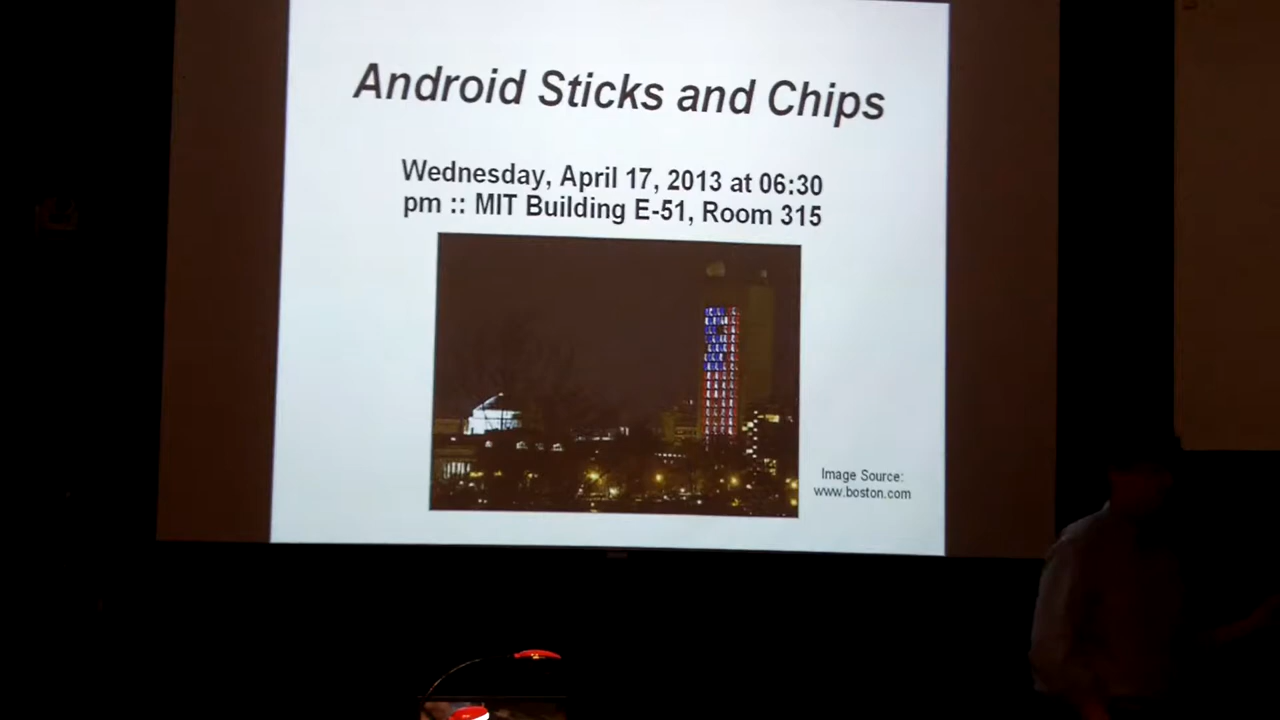 Android Sticks and Chips
Wednesday, April 17, 2013 at 06:30
pm :: MIT Building E-51, Room 315
Image Source:
www.boston.com